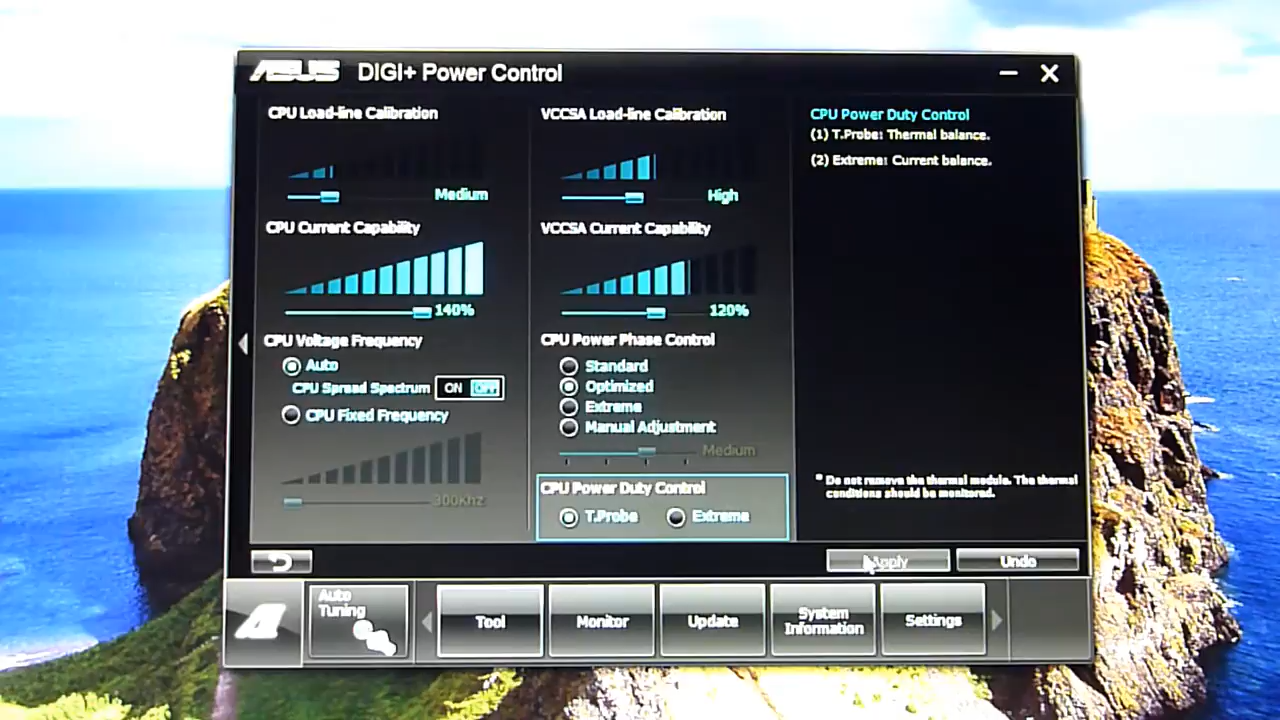 ASUS DIGI+ Power Control
CPU Load-line Calibration
Medium
CPU Current Capability
140%
CPU Voltage Frequency
Auto
CPU Spread Spectrum ON OFF
CPU Fixed Frequency
300Khz
VCCSA Load-line Calibration
High
VCCSA Current Capability
120%
CPU Power Phase Control
Standard
Optimized
Extreme
Manual Adjustment
Medium
CPU Power Duty Control
T.Probe Extreme
CPU Power Duty Control
(1) T.Probe: Thermal balance.
(2) Extreme: Current balance.
* Do not remove the thermal module. The thermal
conditions should be monitored.
Apply Undo
Auto
Tuning
Tool
Monitor
Update
System
Information
Settings